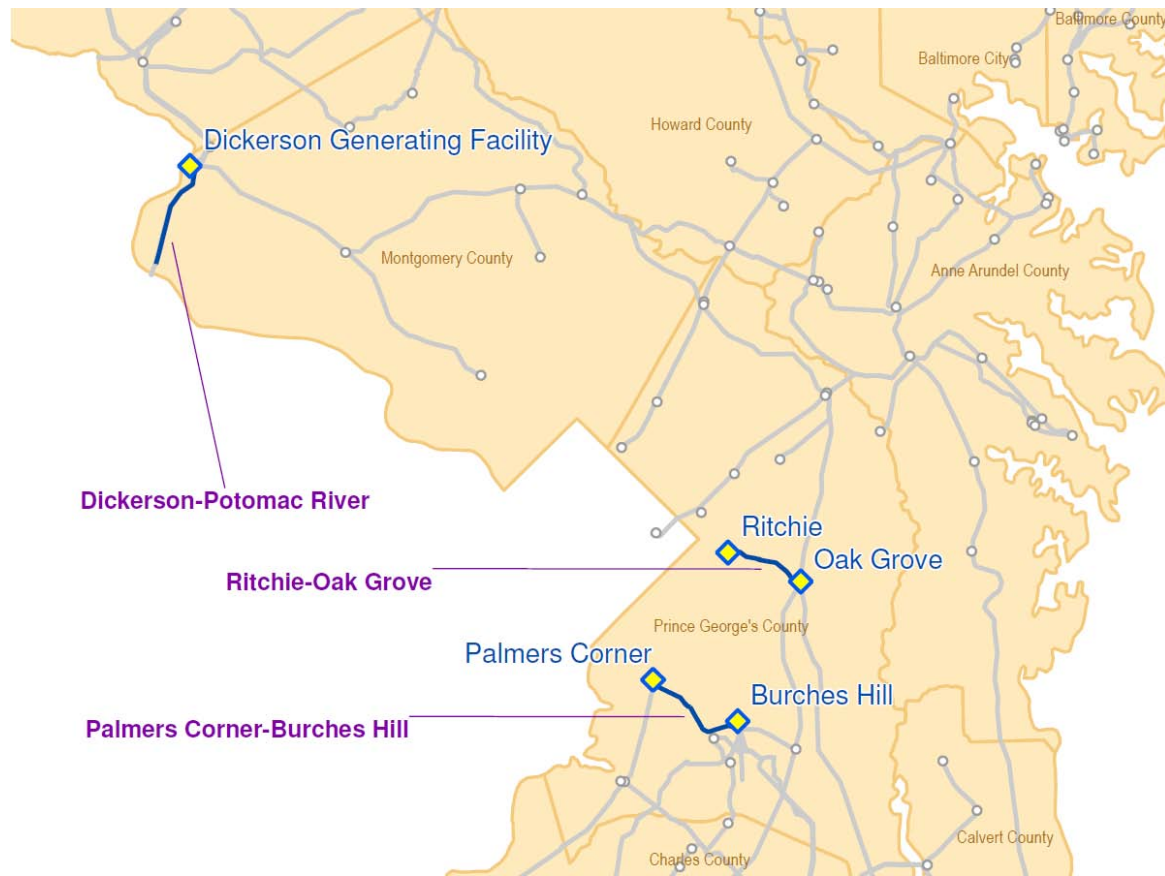 Baltimore County
Baltimore City
Howard County
Dickerson Generating Facility
Montgomery County
Anne Arundel County
Dickerson-Potomac River
Ritchie
Oak Grove
Ritchie-Oak Grove
Prince George's County
Palmers Corner
Burches Hill
Palmers Corner-Burches Hill
Calvert County
Charles County